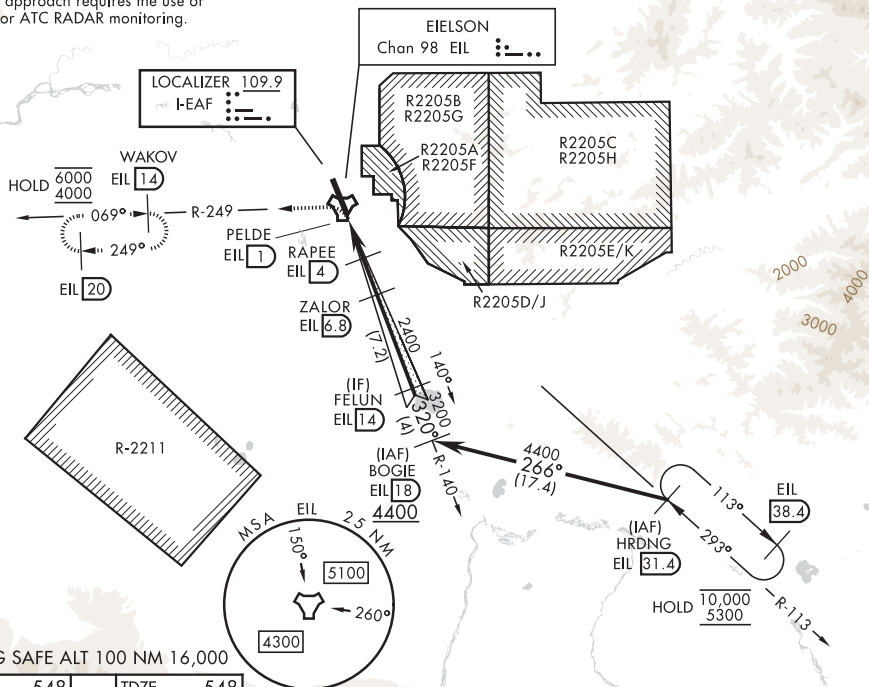 approach requires the use of
or ATC RADAR monitoring.
EIELSON
Chan 98 EIL
LOCALIZER 109.9
I-EAF
R2205B
R2205G
R2205A
R2205F
R2205C
R2205H
R2205E/K
R2205D/J
WAKOV
EIL 14
HOLD 6000
4000
069°
R-249
249°
EIL 20
PELDE
EIL 1
RAPEE
EIL 4
ZALOR
EIL 6.8
2400
(7.2)
140°
3200
(IF)
FELUN
EIL 14
320°
(4)
(IAF)
BOGIE
EIL 18
4400
R-140
4400
266°
(17.4)
2000
4000
3000
R-2211
113°
EIL
38.4
293°
(IAF)
HRDNG
EIL 31.4
HOLD 10,000
5300
R-113
MSA EIL 25 NM
150°
5100
260°
4300
G SAFE ALT 100 NM 16,000
548 TDZE 548